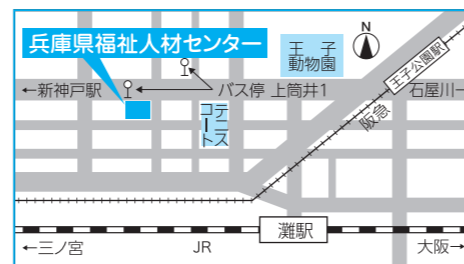 兵庫県福祉人材センター
王子
動物園
N
王子公園駅
←新神戸駅
バス停 上筒井1
石屋川→
阪急
テニス
コート
灘駅
←三ノ宮
JR
大阪→